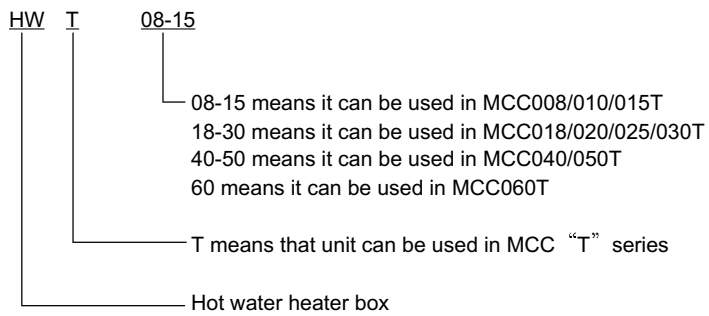 HW T 08-15
08-15 means it can be used in MCC008/010/015T
18-30 means it can be used in MCC018/020/025/030T
40-50 means it can be used in MCC040/050T
60 means it can be used in MCC060T
T means that unit can be used in MCC “T” series
Hot water heater box